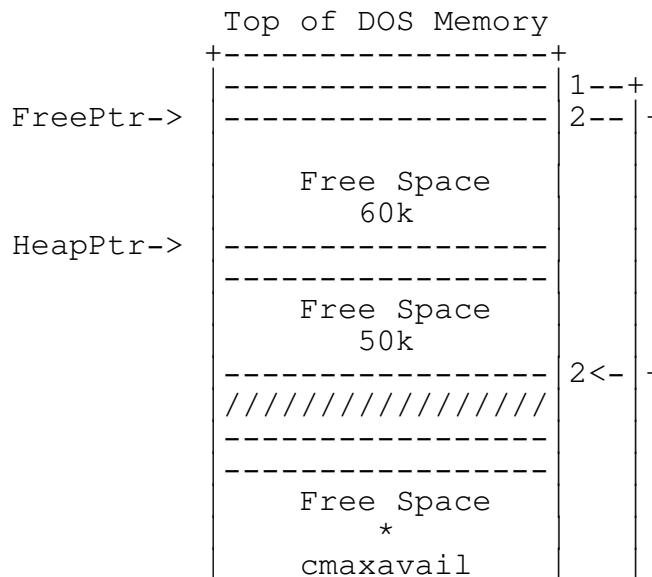 Top of DOS Memory
+-----------------+
|-----------------|1--+
FreePtr-> |-----------------|2--|-
| | |
| Free Space | |
| 60k | |
HeapPtr-> |-----------------| |
|-----------------| |
| Free Space | |
| 50k | |
|-----------------|2<-|-
|/////////////////| |
|-----------------| |
|-----------------| |
| Free Space | |
| * | |
| cmaxavail | |